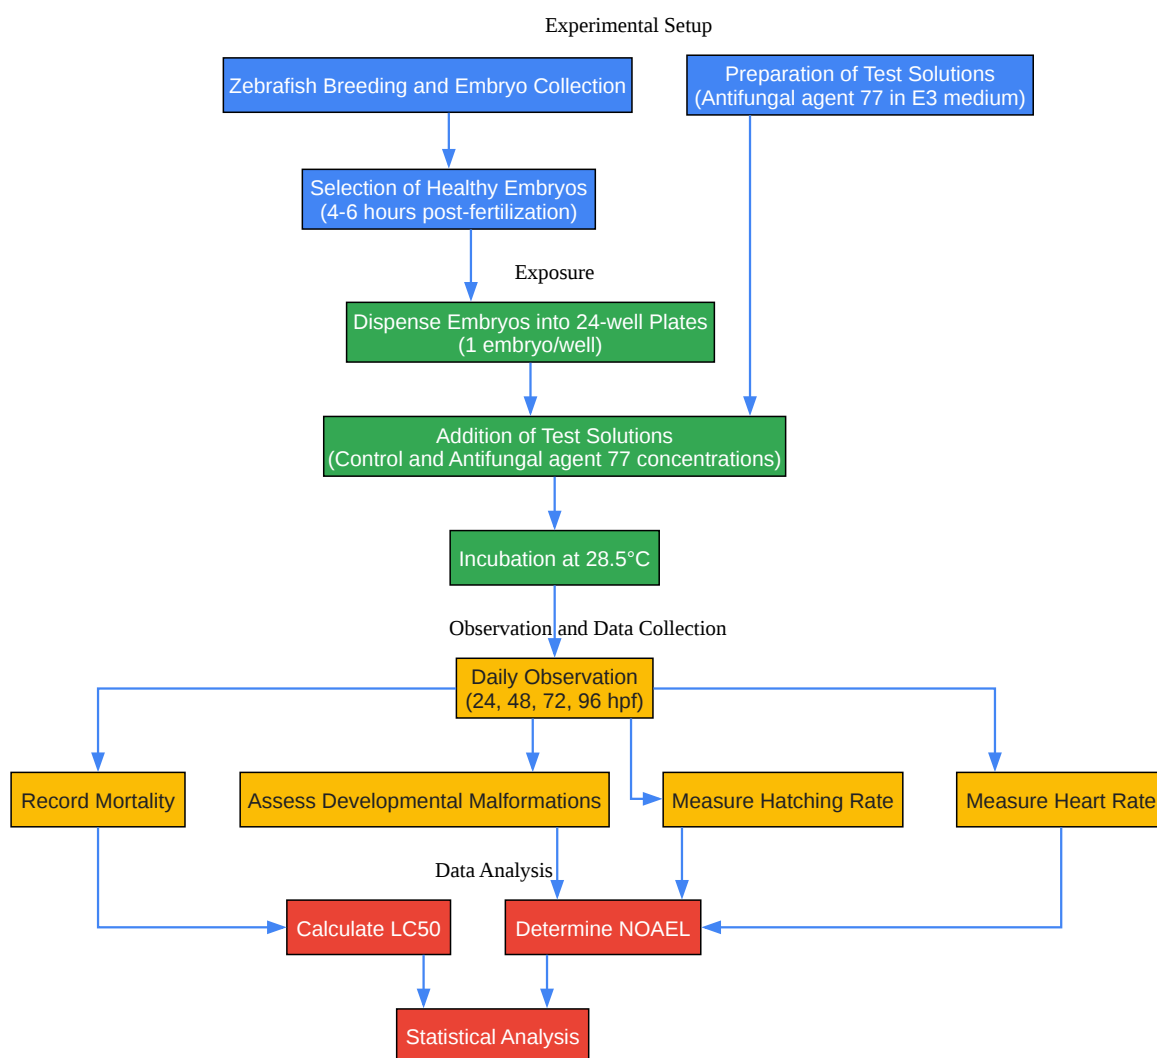 Experimental Setup
Zebrafish Breeding and Embryo Collection
Preparation of Test Solutions
(Antifungal agent 77 in E3 medium)
Selection of Healthy Embryos
(4-6 hours post-fertilization)
Exposure
Dispense Embryos into 24-well Plates
(1 embryo/well)
Addition of Test Solutions
(Control and Antifungal agent 77 concentrations)
Incubation at 28.5°C
Observation and Data Collection
Daily Observation
(24, 48, 72, 96 hpf)
Record Mortality
Assess Developmental Malformations
Measure Hatching Rate
Measure Heart Rate
Data Analysis
Calculate LC50
Determine NOAEL
Statistical Analysis